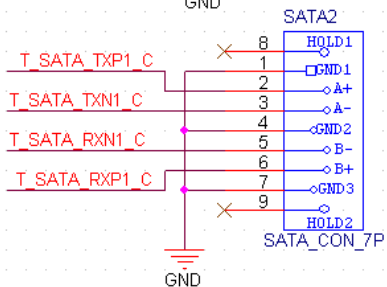 GND
SATA2
8 HOLD1
T_SATA_TXP1_C 1 GND1
2 A+
T_SATA_TXN1_C 3 A-
4 GND2
T_SATA_RXN1_C 5 B-
6 B+
T_SATA_RXP1_C 7 GND3
9 HOLD2
SATA_CON_7P
GND